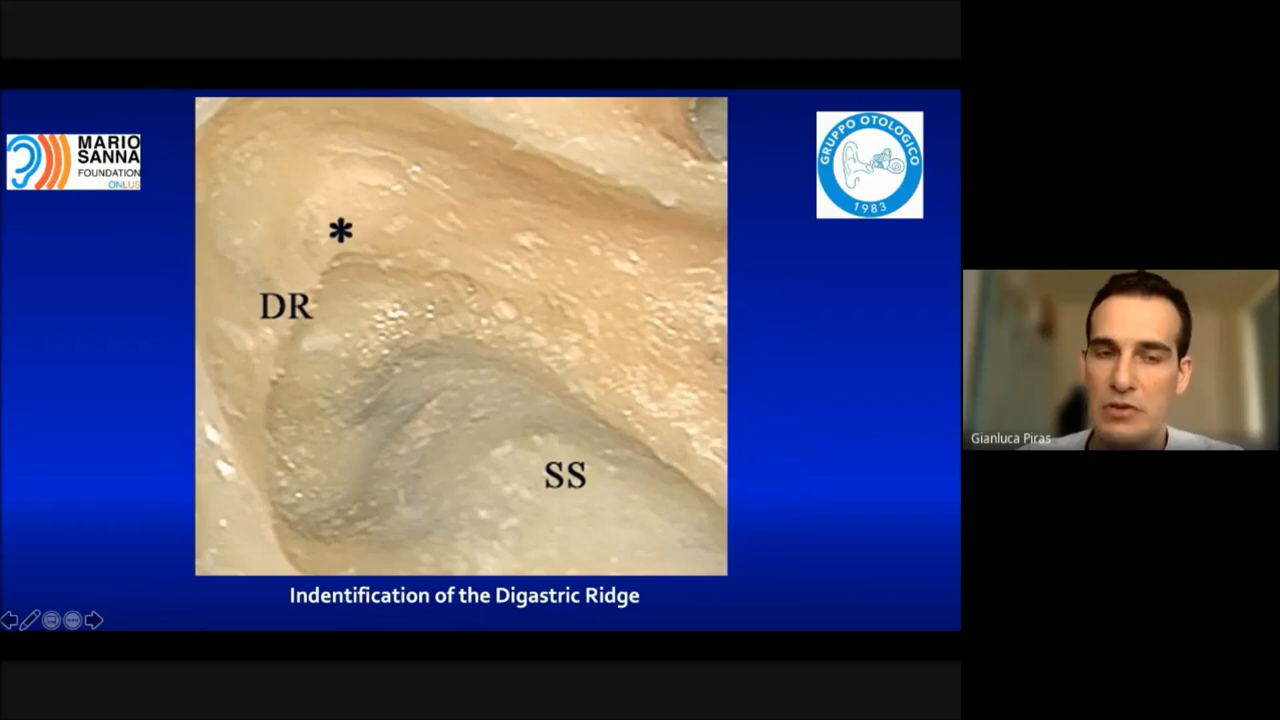 MARIO
SANNA
FOUNDATION
ONLUS
GRUPPO OTOLOGICO
1983
*
DR
SS
Indentification of the Digastric Ridge
Gianluca Piras